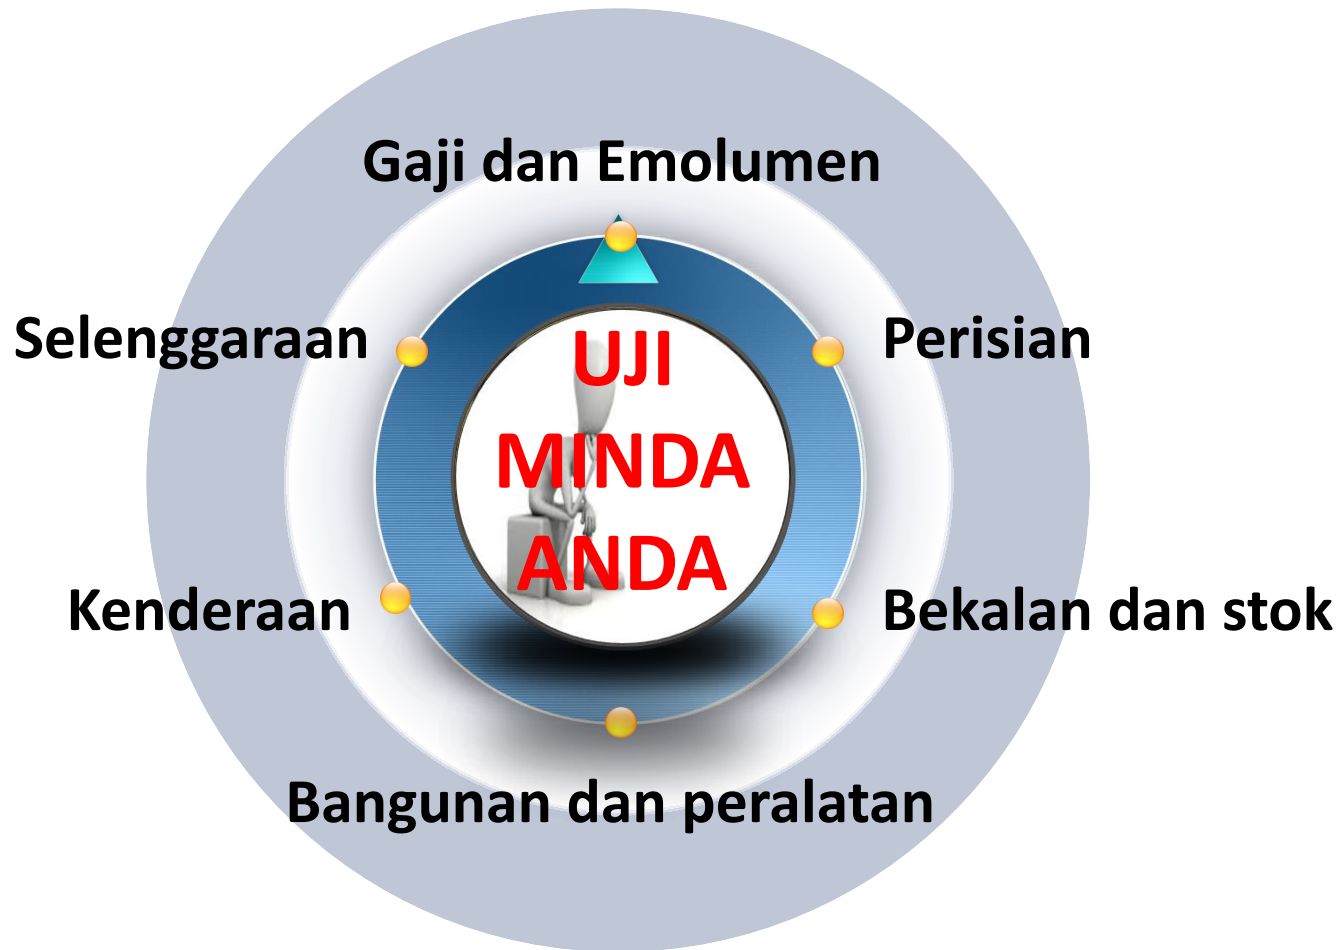 Gaji dan Emolumen
Selenggaraan
Perisian
UJI
MINDA
ANDA
Kenderaan
Bekalan dan stok
Bangunan dan peralatan